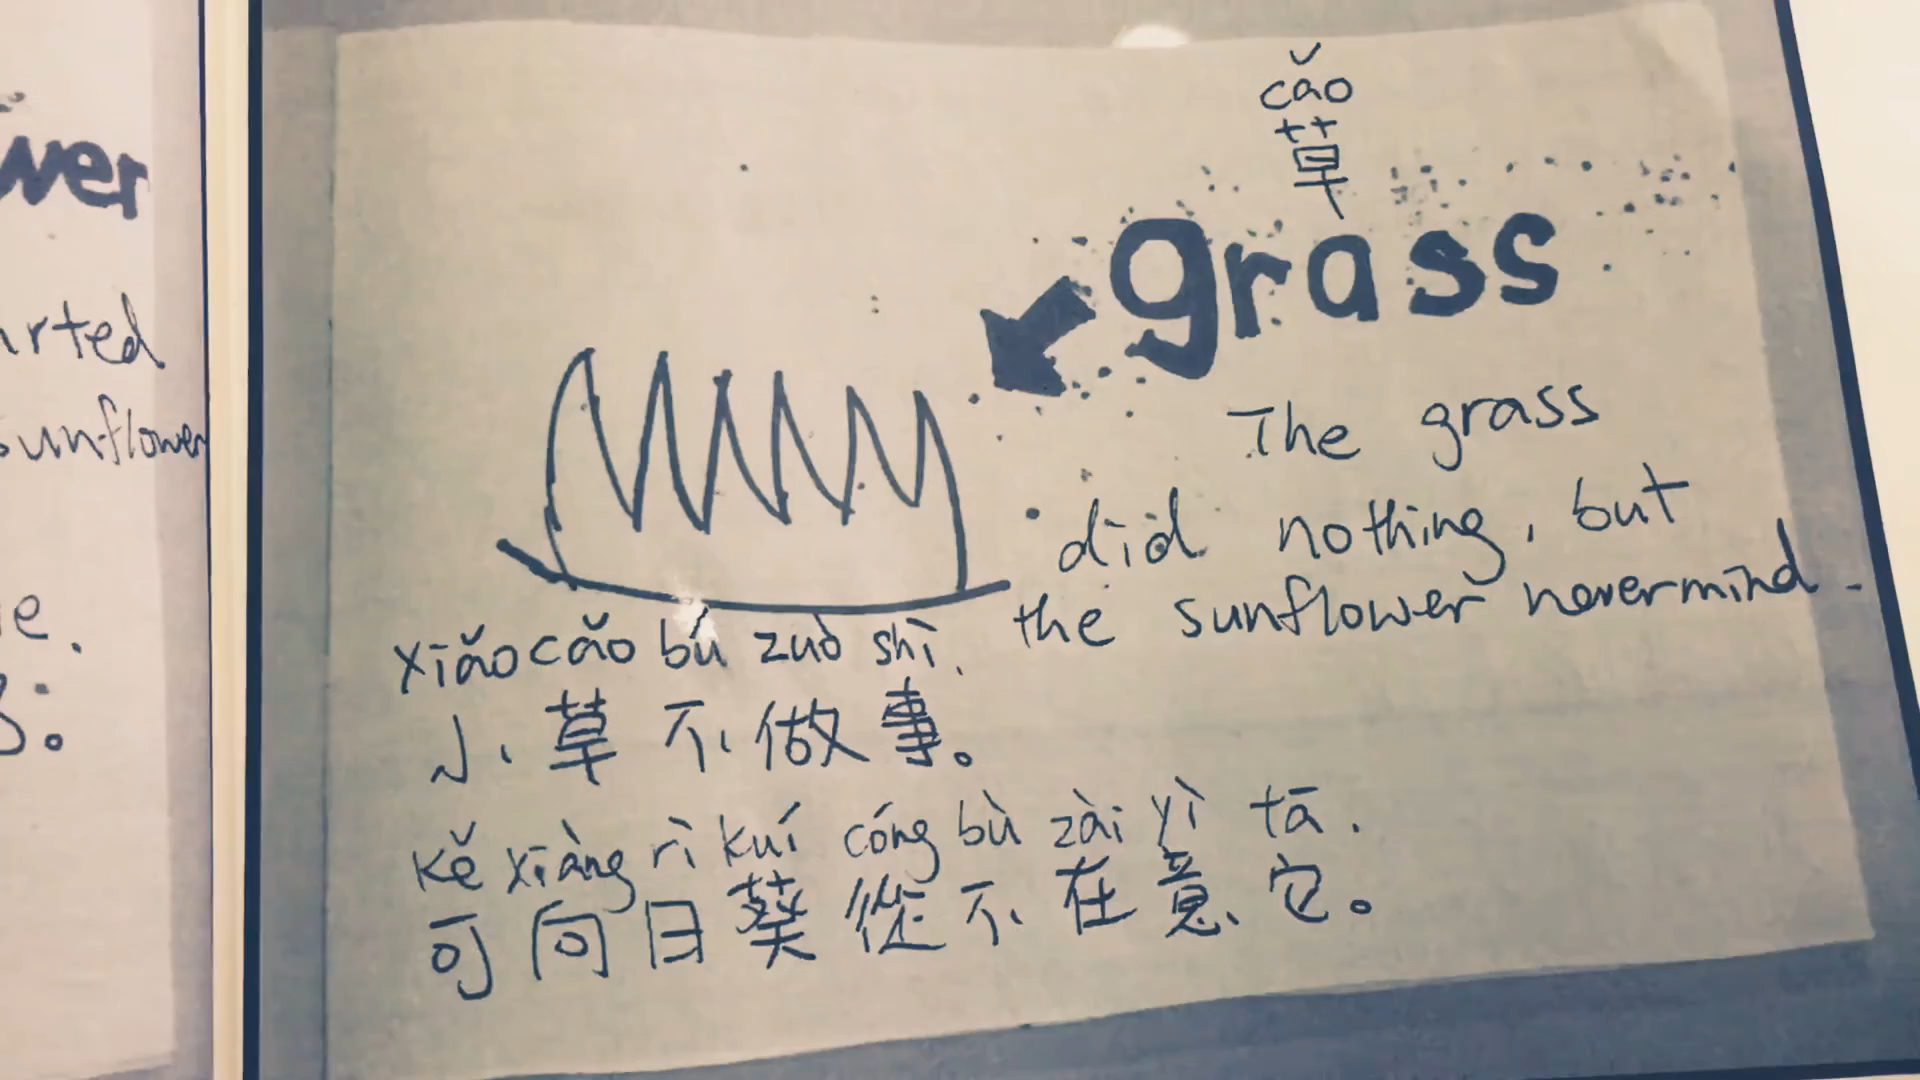 wer
rted
sunflower
e.
cǎo
草
grass
The grass
did nothing, but
the sunflower nevermind.
xiǎo cǎo bú zuò shì.
小草不做事。
kě xiàng rì kuí cóng bù zài yì tā.
可向日葵從不在意它。